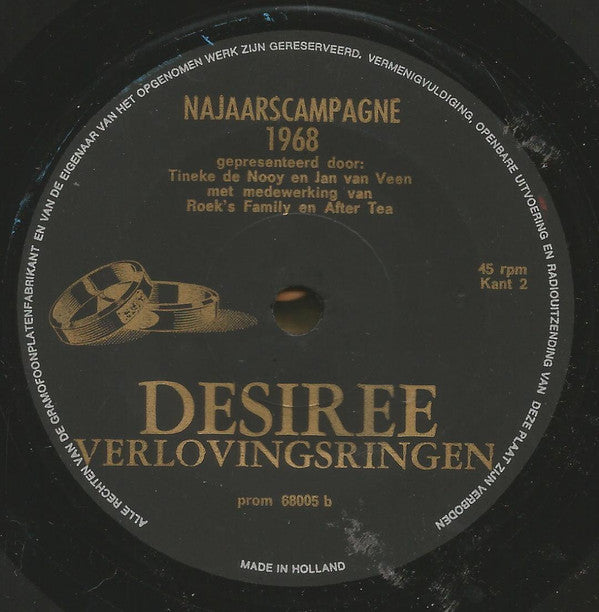 ALLE RECHTEN VAN DE GRAMOFOONPLATENFABRIKANT EN VAN DE EIGENAAR VAN HET OPGENOMEN WERK ZIJN GERESERVEERD. VERMENIGVULDIGING, OPENBARE UITVOERING EN RADIOUITZENDING VAN DEZE PLAAT ZIJN VERBODEN
NAJAARSCAMPAGNE
1968
gepresenteerd door:
Tineke de Nooy en Jan van Veen
met medewerking van
Roek's Family en After Tea
45 rpm
Kant 2
DESIREE
VERLOVINGSRINGEN
prom 68005 b
MADE IN HOLLAND